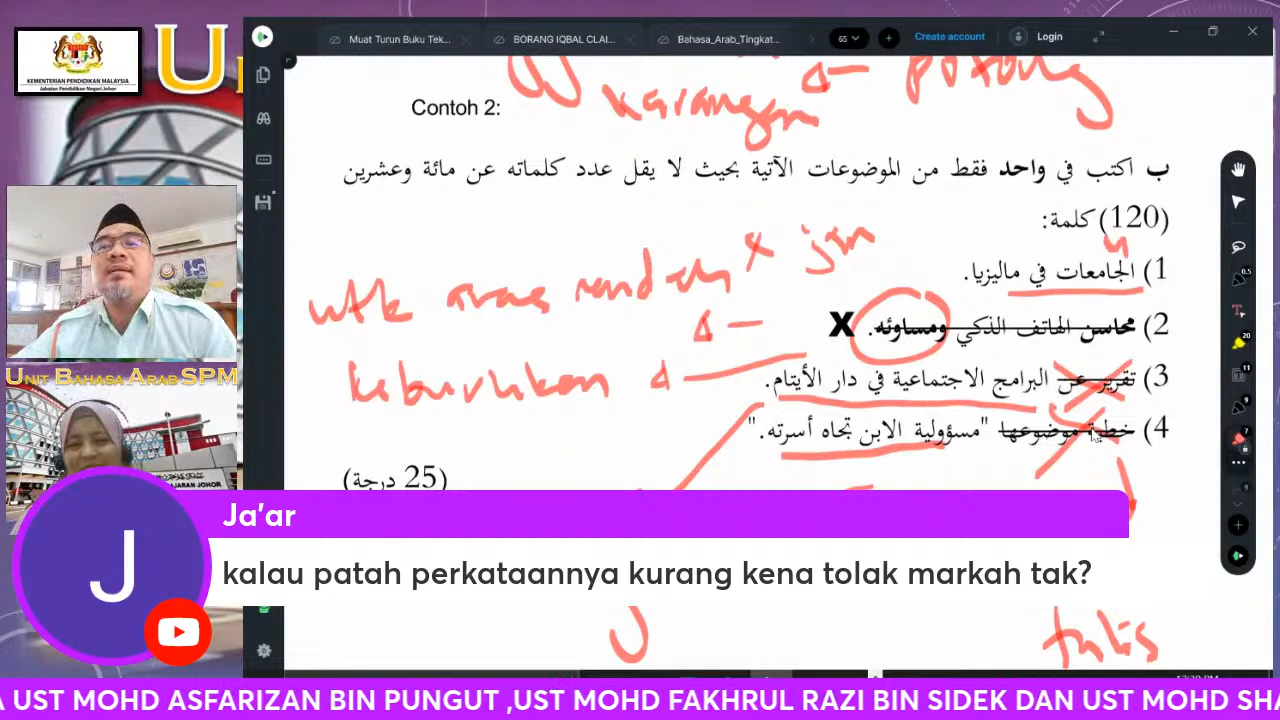 KEMENTERIAN PENDIDIKAN MALAYSIA
Jabatan Pendidikan Negeri Johor
Muat Turun Buku Tek...
BORANG IQBAL CLAI...
Bahasa_Arab_Tingkat...
65
Create account
Login
karangan
potong
Contoh 2:
ب اكتب في واحد فقط من الموضوعات الآتية بحيث لا يقل عدد كلماته عن مائة وعشرين
(120) كلمة:
1) الجامعات في ماليزيا.
2) محاسن الهاتف الذكي ومساوئه. X
3) تقرير عن البرامج الاجتماعية في دار الأيتام.
4) خطبة موضوعها "مسؤولية الابن تجاه أسرته."
(25 درجة)
utk aras rendah
keburukan
tulis
UNIT BAHASA ARAB SPM
J
Ja'ar
kalau patah perkataannya kurang kena tolak markah tak?
A UST MOHD ASFARIZAN BIN PUNGUT ,UST MOHD FAKHRUL RAZI BIN SIDEK DAN UST MOHD SHA